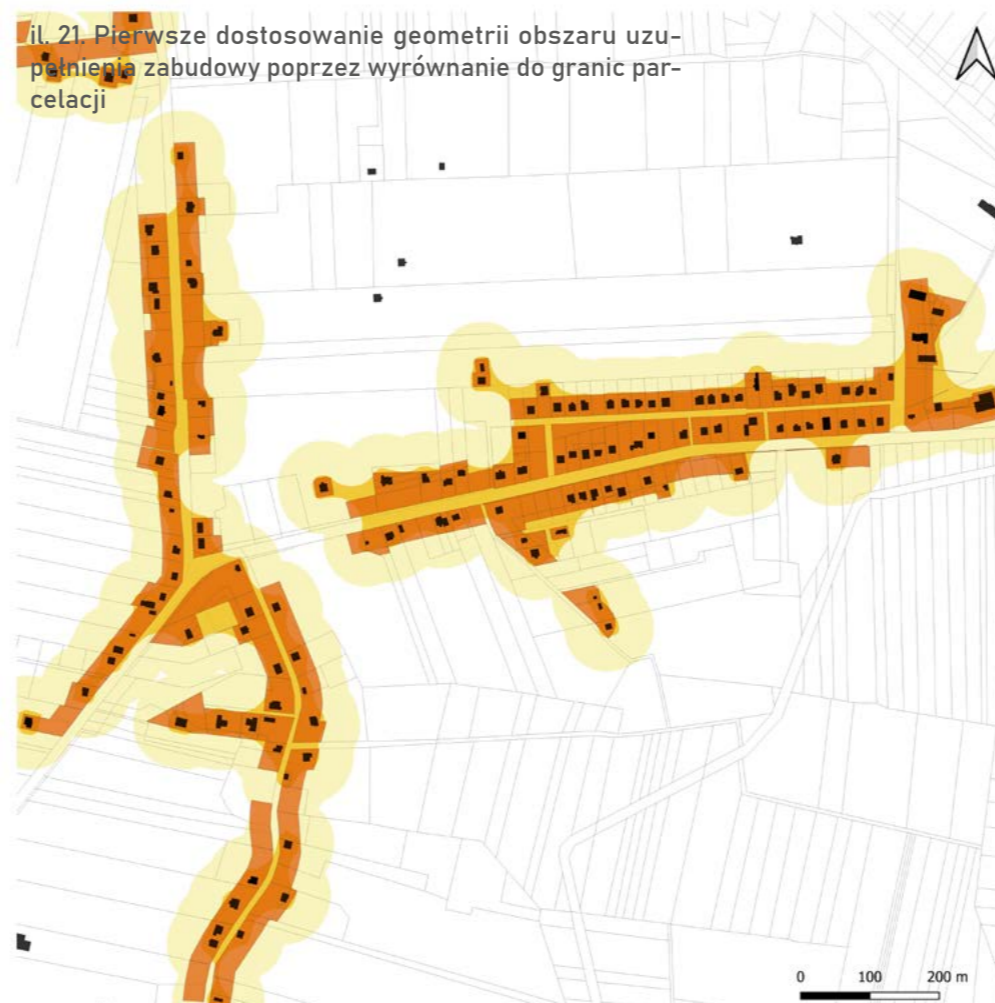 il. 21. Pierwsze dostosowanie geometrii obszaru uzu-
pełnienia zabudowy poprzez wyrównanie do granic par-
celacji
0 100 200 m